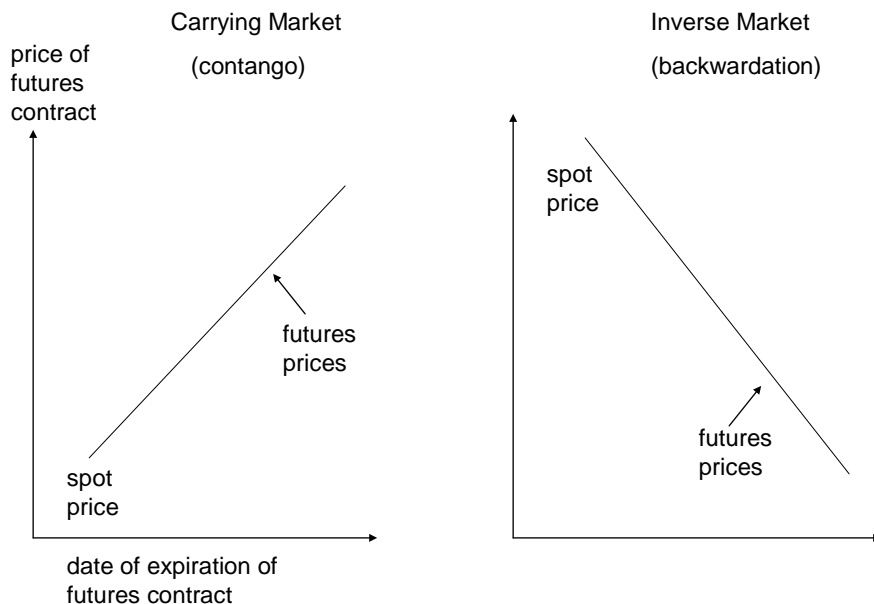 Carrying Market
(contango)
price of
futures
contract
futures
prices
spot
price
date of expiration of
futures contract
Inverse Market
(backwardation)
spot
price
futures
prices